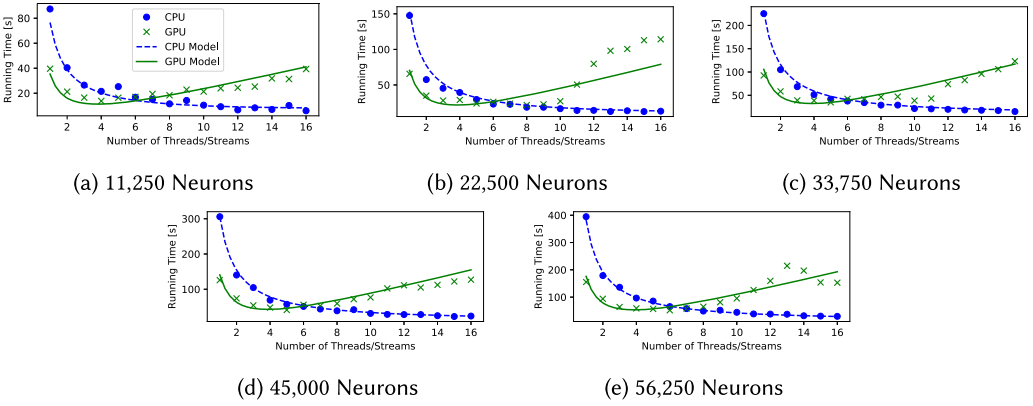 Running Time [s]
80
60
40
20
CPU
GPU
CPU Model
GPU Model
2 4 6 8 10 12 14 16
Number of Threads/Streams
(a) 11,250 Neurons
Running Time [s]
150
100
50
2 4 6 8 10 12 14 16
Number of Threads/Streams
(b) 22,500 Neurons
Running Time [s]
200
150
100
50
2 4 6 8 10 12 14 16
Number of Threads/Streams
(c) 33,750 Neurons
Running Time [s]
300
200
100
2 4 6 8 10 12 14 16
Number of Threads/Streams
(d) 45,000 Neurons
Running Time [s]
400
300
200
100
2 4 6 8 10 12 14 16
Number of Threads/Streams
(e) 56,250 Neurons